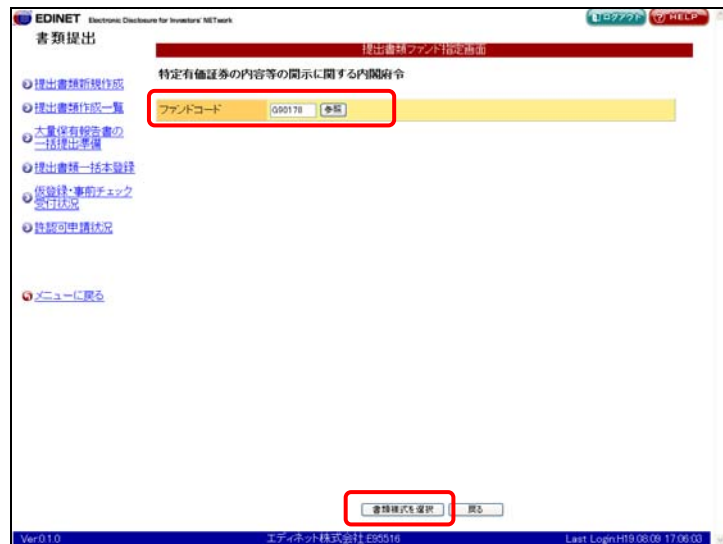 EDINET Electronic Disclosure for Investors' NETwork
ログアウト
HELP
書類提出
提出書類ファンド指定画面
提出書類新規作成
提出書類作成一覧
大量保有報告書の
一括提出準備
提出書類一括本登録
仮登録・事前チェック
受付状況
許認可申請状況
メニューに戻る
特定有価証券の内容等の開示に関する内閣府令
ファンドコード
G90178
参照
書類様式を選択
戻る
Ver.0.1.0
エディネット株式会社:E95516
Last Login:H19.08.09 17:06:03